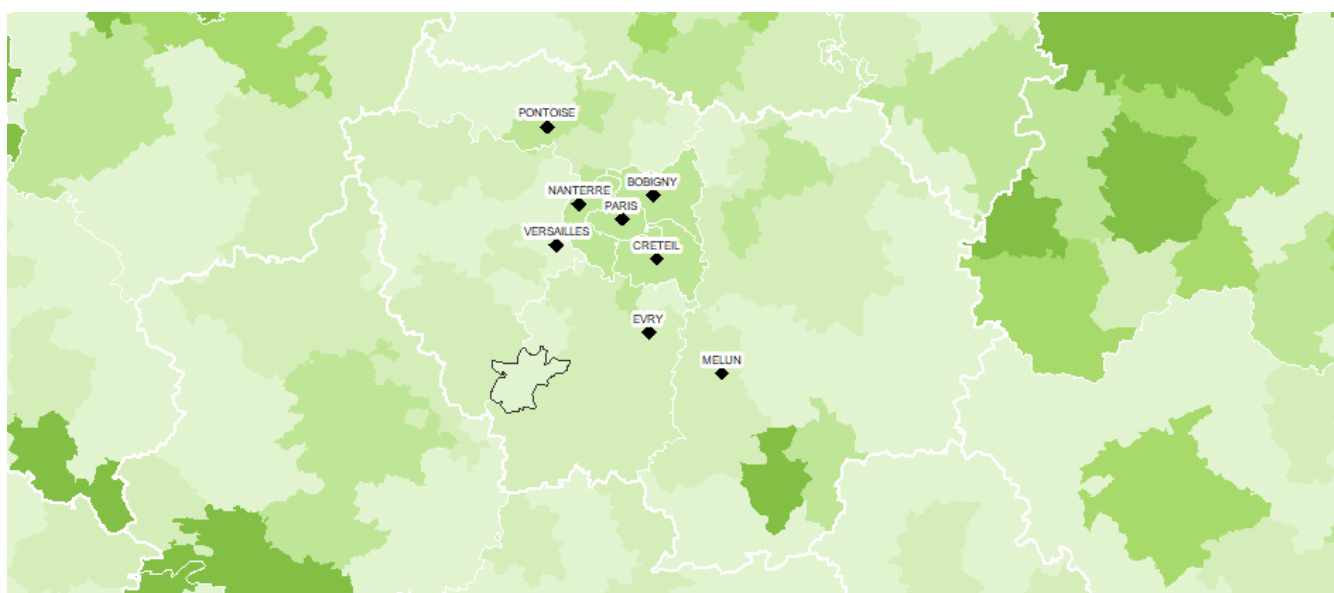 PONTOISE
BOBIGNY
NANTERRE
PARIS
VERSAILLES
CRETEIL
EVRY
MELUN